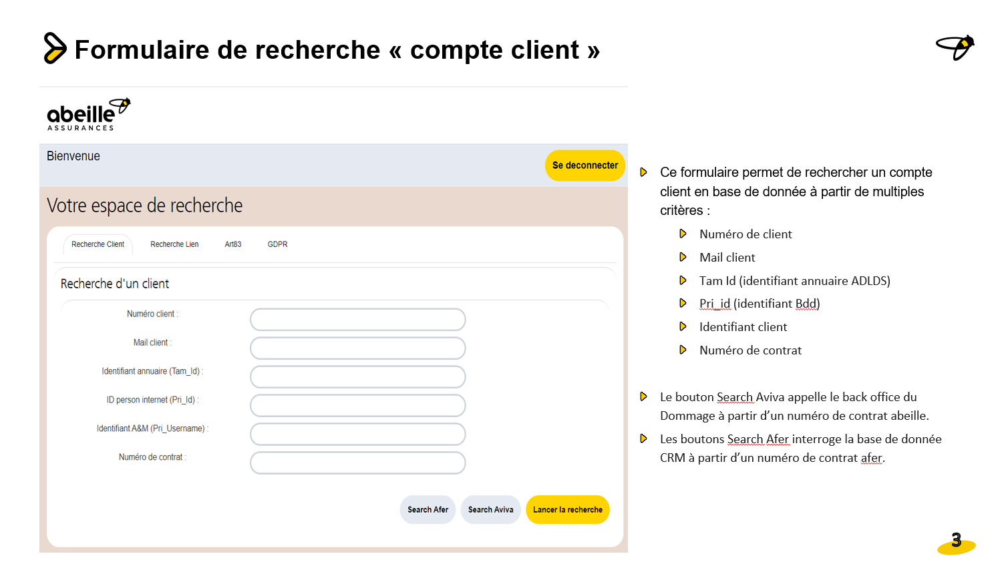 Formulaire de recherche « compte client »
abeille
ASSURANCES
Bienvenue
Se deconnecter
Votre espace de recherche
Recherche Client
Recherche Lien
Art83
GDPR
Recherche d'un client
Numéro client :
Mail client :
Identifiant annuaire (Tam_Id) :
ID person internet (Pri_Id) :
Identifiant A&M (Pri_Username) :
Numéro de contrat :
Search Afer
Search Aviva
Lancer la recherche
Ce formulaire permet de rechercher un compte
client en base de donnée à partir de multiples
critères :
Numéro de client
Mail client
Tam Id (identifiant annuaire ADLDS)
Pri_id (identifiant Bdd)
Identifiant client
Numéro de contrat
Le bouton Search Aviva appelle le back office du
Dommage à partir d’un numéro de contrat abeille.
Les boutons Search Afer interroge la base de donnée
CRM à partir d’un numéro de contrat afer.
3